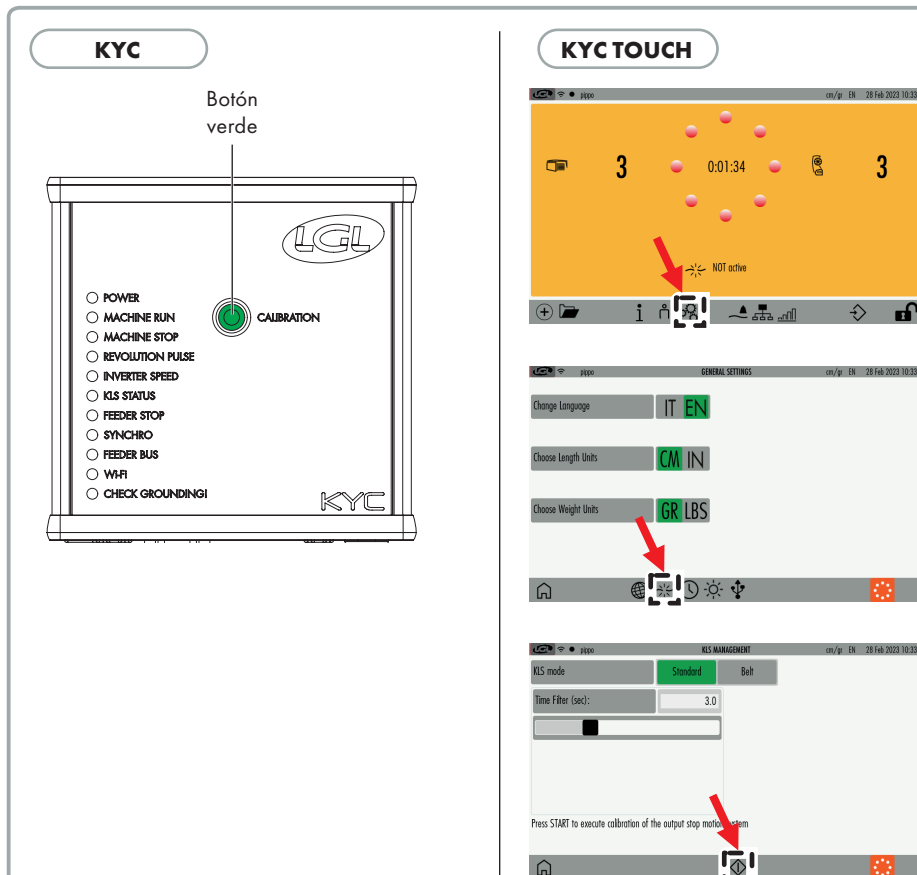 KYC
Botón
verde
LGL
POWER
MACHINE RUN
MACHINE STOP
REVOLUTION PULSE
INVERTER SPEED
KLS STATUS
FEEDER STOP
SYNCHRO
FEEDER BUS
WI-FI
CHECK GROUNDING!
CALIBRATION
KYC
KYC TOUCH
LGL pippo cm/gr EN 28 Feb 2023 10:33
3 0:01:34 3
NOT active
LGL pippo GENERAL SETTINGS cm/gr EN 28 Feb 2023 10:33
Change Language IT EN
Choose Length Units CM IN
Choose Weight Units GR LBS
LGL pippo KLS MANAGEMENT cm/gr EN 28 Feb 2023 10:33
KLS mode Standard Belt
Time Filter (sec): 3.0
Press START to execute calibration of the output stop motion system